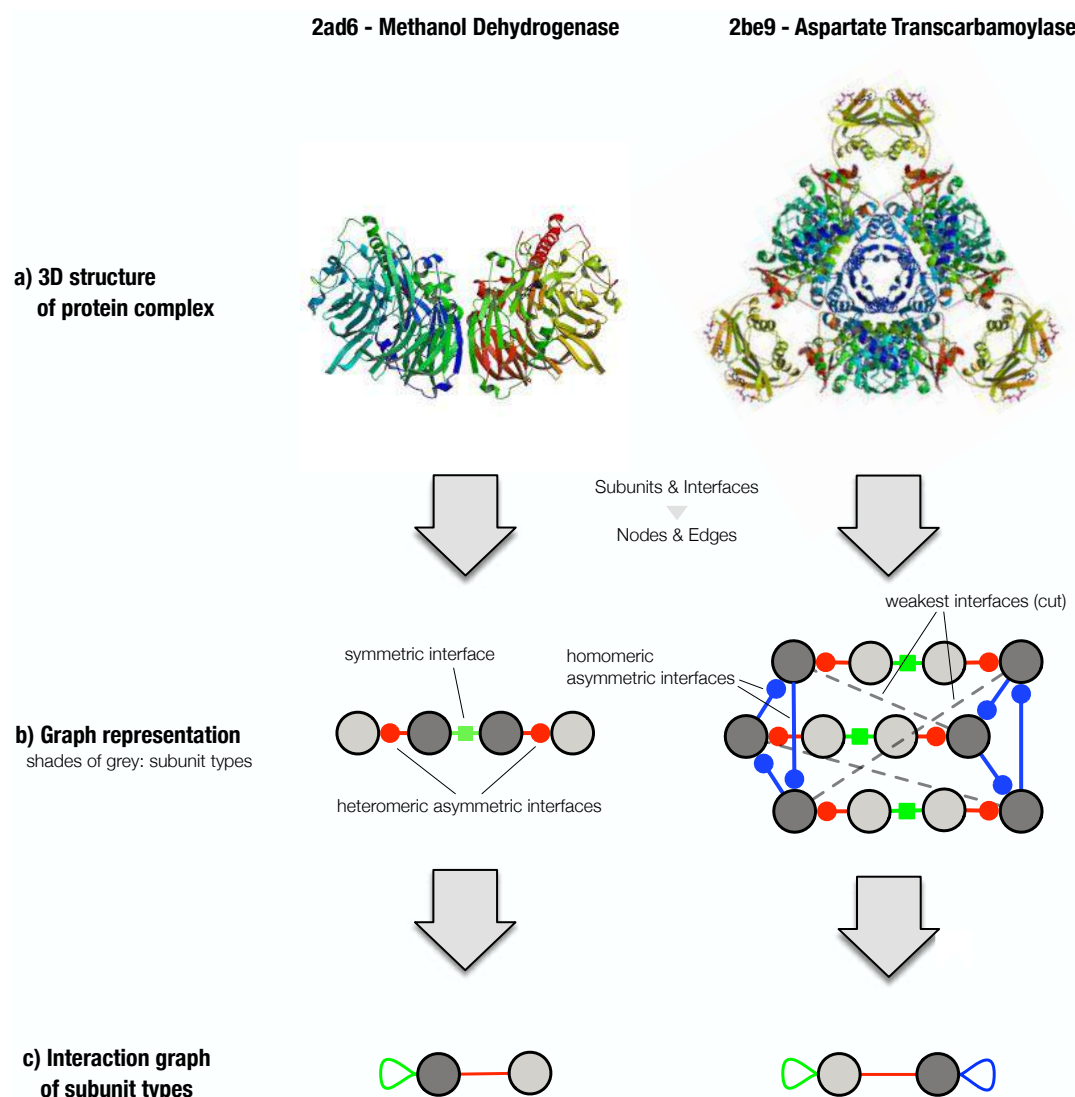 2ad6 - Methanol Dehydrogenase
2be9 - Aspartate Transcarbamoylase
a) 3D structure
of protein complex
Subunits & Interfaces
Nodes & Edges
weakest interfaces (cut)
symmetric interface
homomeric
asymmetric interfaces
b) Graph representation
shades of grey: subunit types
heteromeric asymmetric interfaces
c) Interaction graph
of subunit types